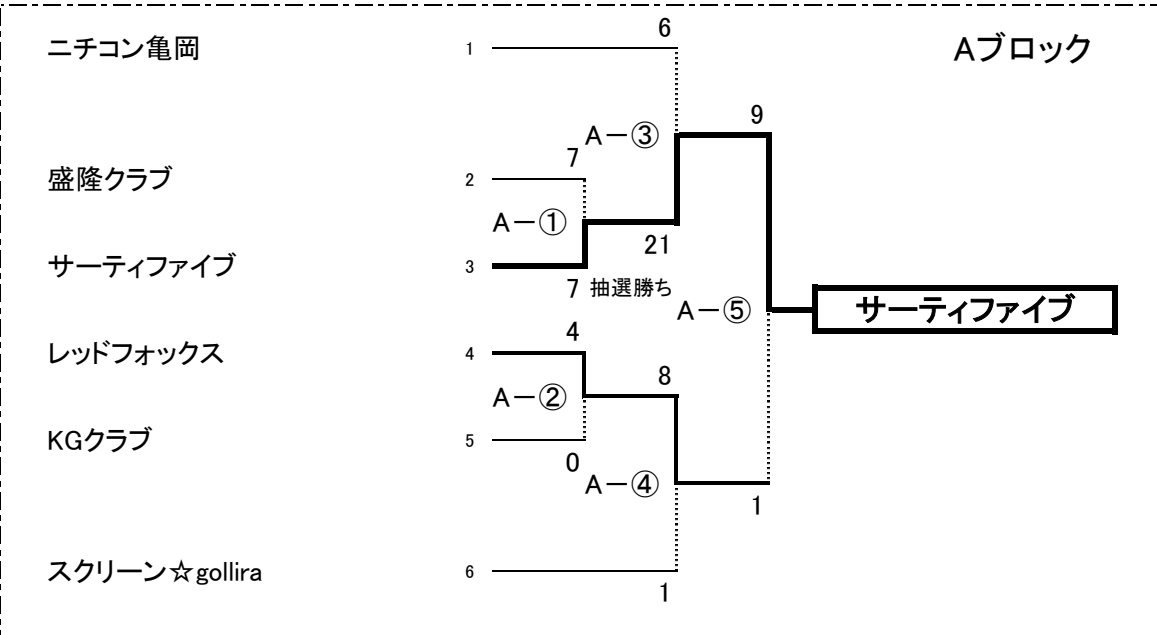 ニチコン亀岡 1 6 Aブロック
9
A－③
7
盛隆クラブ 2
A－①
21
サーティファイブ 3
7 抽選勝ち
A－⑤ サーティファイブ
4
レッドフォックス 4
8
A－②
KGクラブ 5
0
A－④
1
スクリーン☆gollira 6
1